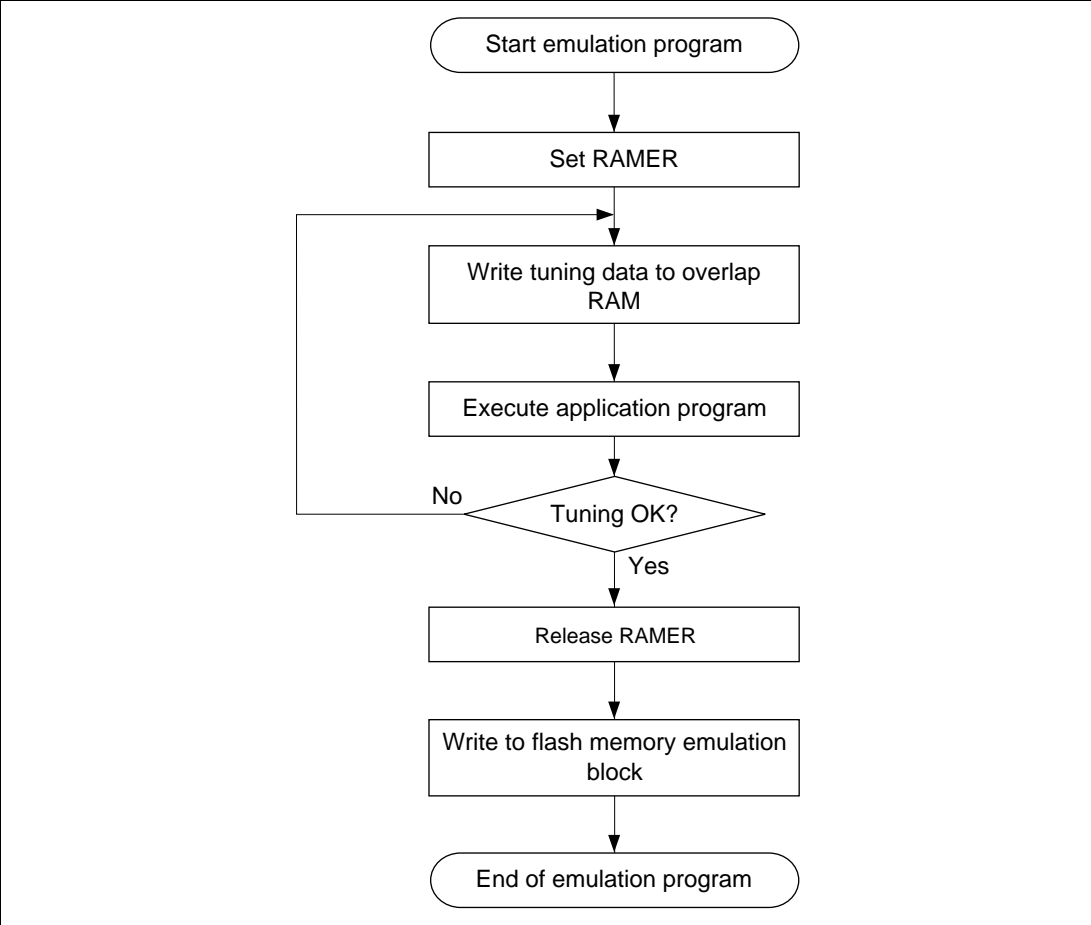 Start emulation program
Set RAMER
Write tuning data to overlap
RAM
Execute application program
No
Tuning OK?
Yes
Release RAMER
Write to flash memory emulation
block
End of emulation program